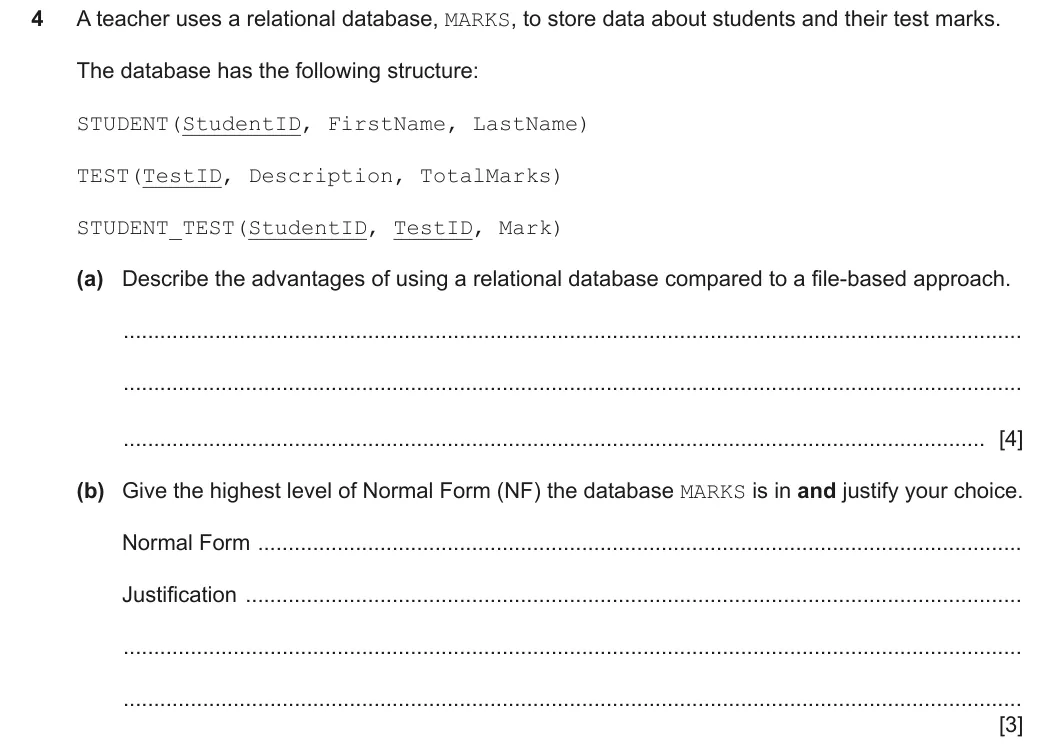 4 A teacher uses a relational database, MARKS, to store data about students and their test marks.
The database has the following structure:
STUDENT(StudentID, FirstName, LastName)
TEST(TestID, Description, TotalMarks)
STUDENT_TEST(StudentID, TestID, Mark)
(a) Describe the advantages of using a relational database compared to a file-based approach.
[4]
(b) Give the highest level of Normal Form (NF) the database MARKS is in and justify your choice.
Normal Form
Justification
[3]